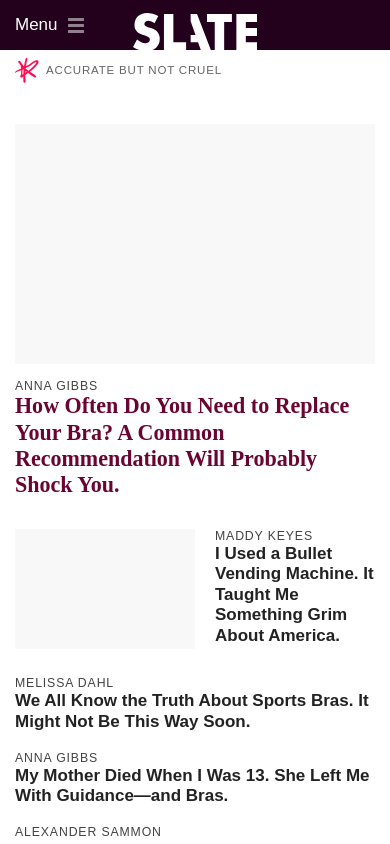 Menu
SLATE
ACCURATE BUT NOT CRUEL
ANNA GIBBS
How Often Do You Need to Replace
Your Bra? A Common
Recommendation Will Probably
Shock You.
MADDY KEYES
I Used a Bullet
Vending Machine. It
Taught Me
Something Grim
About America.
MELISSA DAHL
We All Know the Truth About Sports Bras. It
Might Not Be This Way Soon.
ANNA GIBBS
My Mother Died When I Was 13. She Left Me
With Guidance—and Bras.
ALEXANDER SAMMON